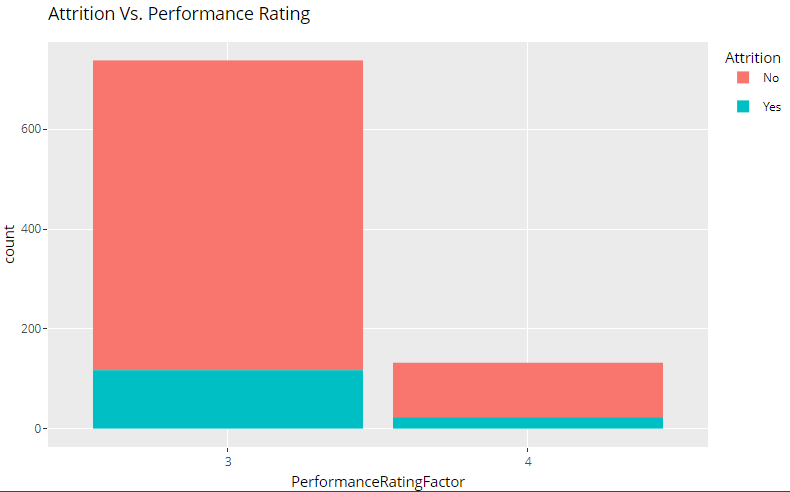 Attrition Vs. Performance Rating
Attrition
No
Yes
600
400
200
0
count
3
4
PerformanceRatingFactor